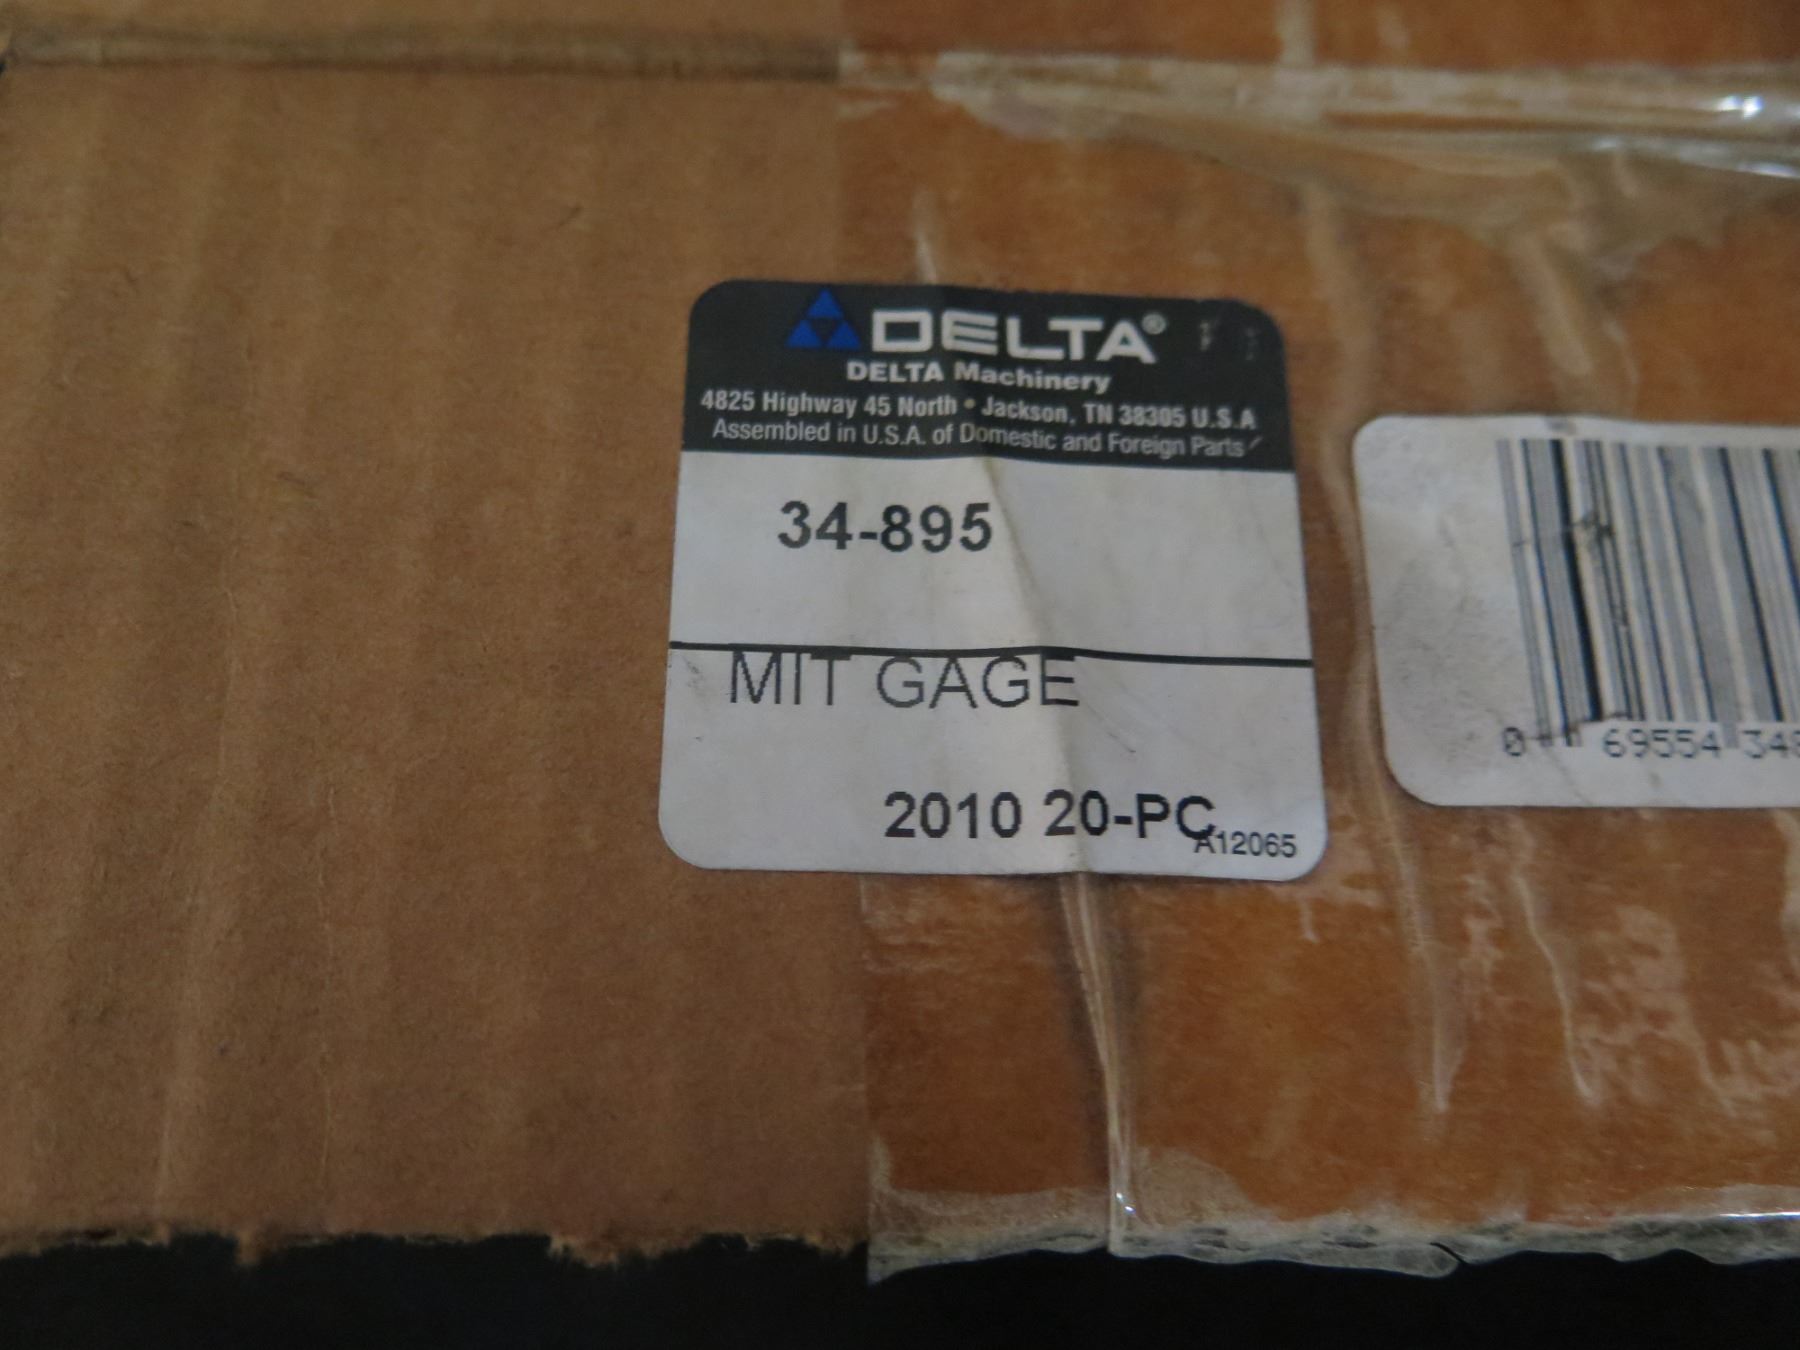 DELTA®
DELTA Machinery
4825 Highway 45 North • Jackson, TN 38305 U.S.A
Assembled in U.S.A. of Domestic and Foreign Parts
34-895
MIT GAGE
2010 20-PC
A12065
0 69554 348